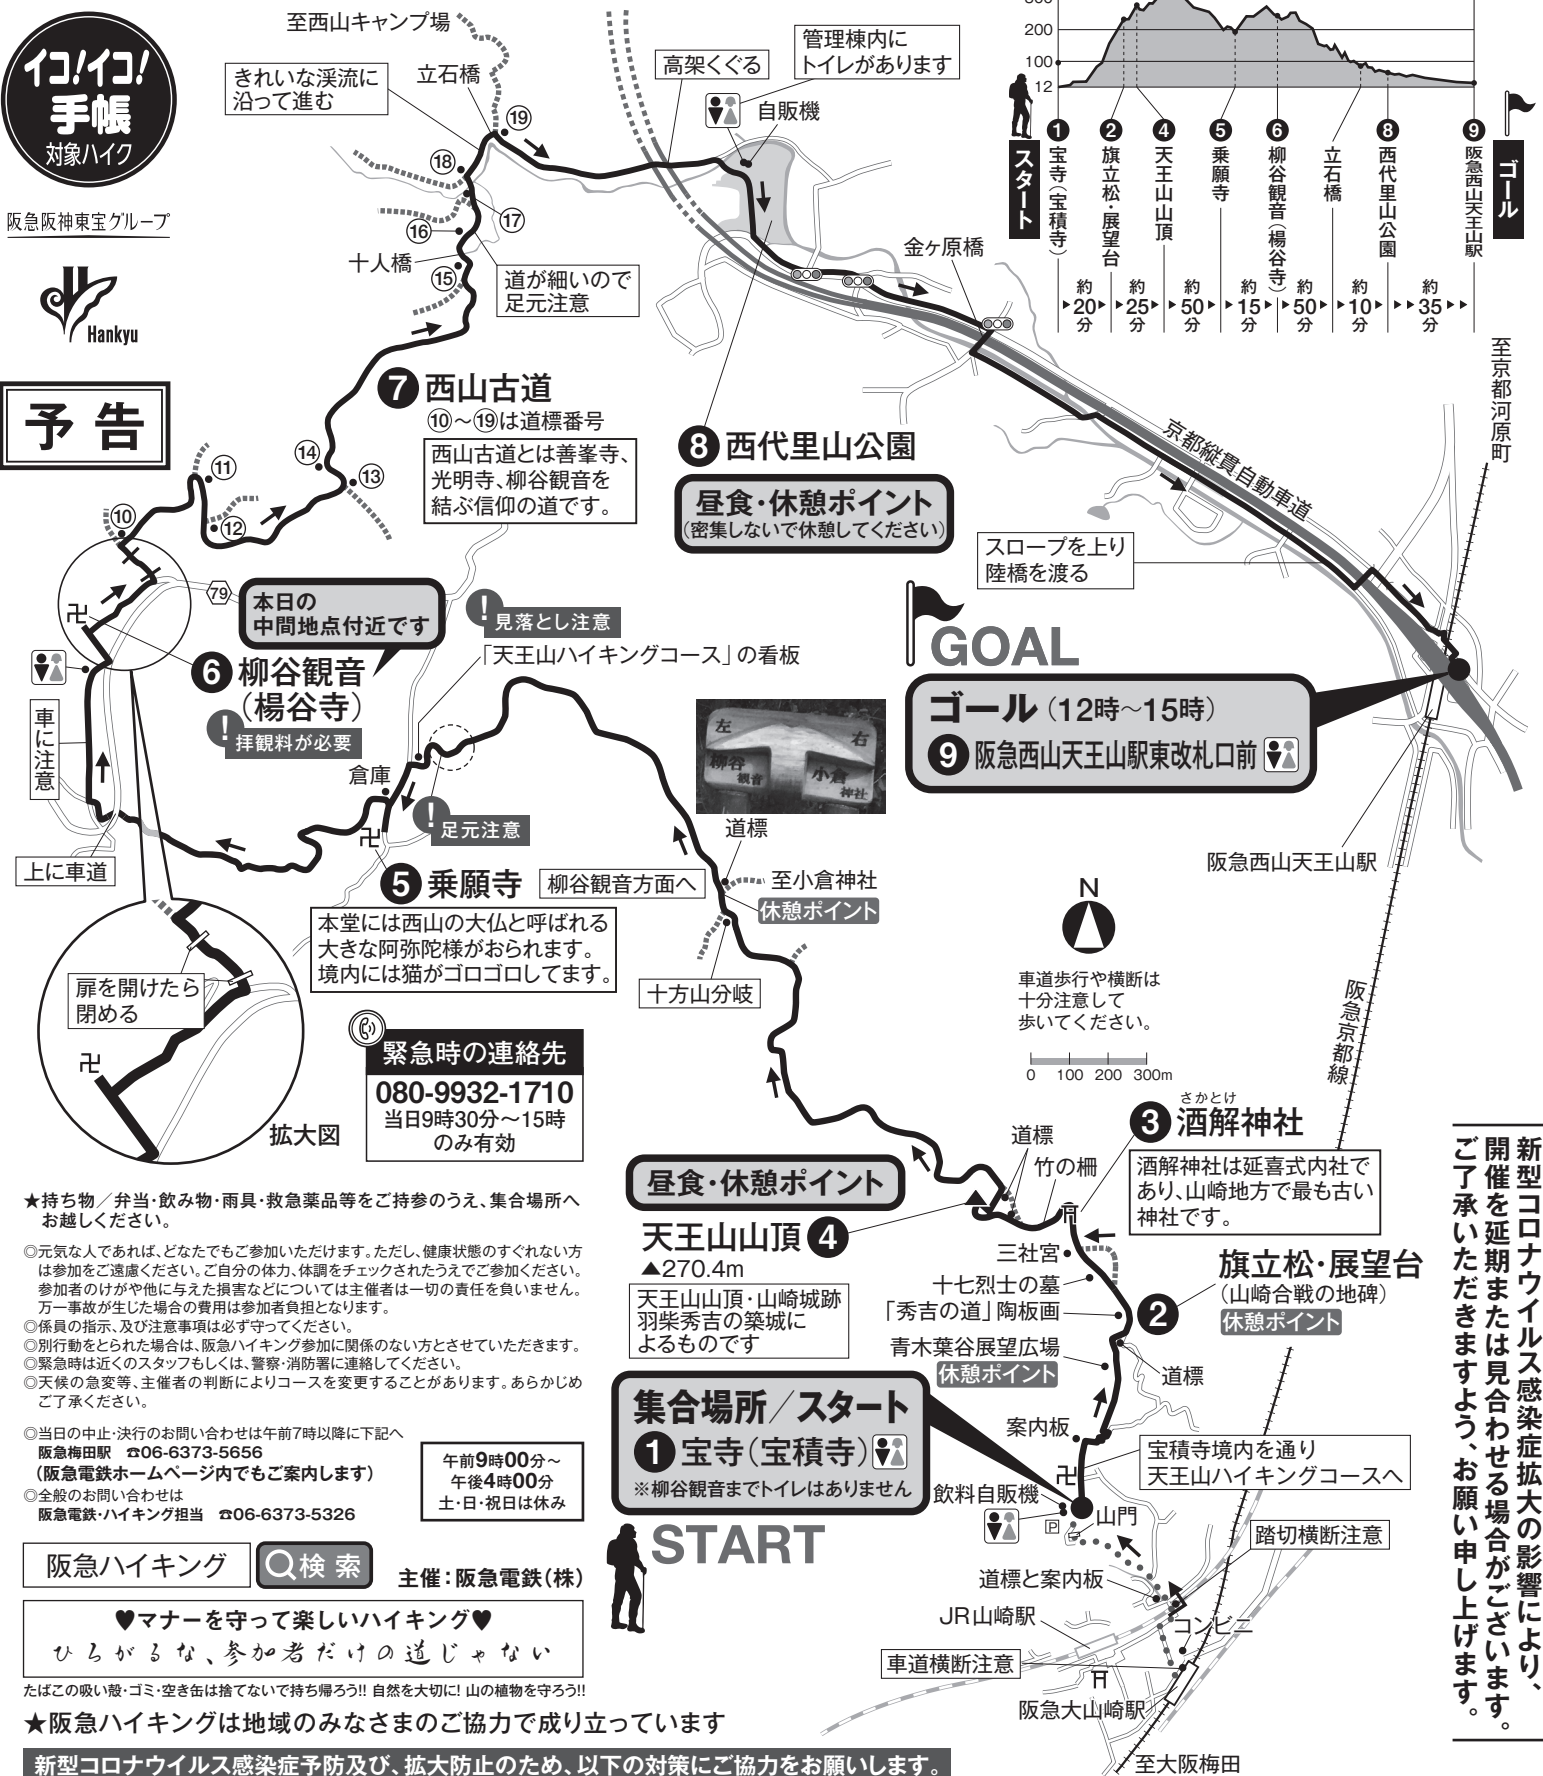 イコ!イコ!
手帳
対象ハイク
阪急阪神東宝グループ
Hankyu
予告
至西山キャンプ場
きれいな渓流に
沿って進む
立石橋
⑲
⑱
⑰
⑯
十人橋
⑮
道が細いので
足元注意
高架くぐる
管理棟内に
トイレがあります
自販機
200
100
12
スタート
❶宝寺(宝積寺)
❷旗立松・展望台
❹天王山山頂
❺乗願寺
❻柳谷観音(楊谷寺)
立石橋
❽西代里山公園
❾阪急西山天王山駅
ゴール
約20分
約25分
約50分
約15分
約50分
約10分
約35分
金ヶ原橋
至京都河原町
❼西山古道
⑩~⑲は道標番号
西山古道とは善峯寺、
光明寺、柳谷観音を
結ぶ信仰の道です。
⑭
⑬
⑪
⑫
⑩
❽西代里山公園
昼食・休憩ポイント
(密集しないで休憩してください)
京都縦貫自動車道
スロープを上り
陸橋を渡る
GOAL
ゴール(12時~15時)
❾阪急西山天王山駅東改札口前
阪急西山天王山駅
阪急京都線
79
本日の
中間地点付近です
❻柳谷観音
(楊谷寺)
!拝観料が必要
!見落とし注意
「天王山ハイキングコース」の看板
車に注意
上に車道
倉庫
!足元注意
❺乗願寺
本堂には西山の大仏と呼ばれる
大きな阿弥陀様がおられます。
境内には猫がゴロゴロしてます。
左 右
柳谷観音
小倉神社
道標
柳谷観音方面へ
至小倉神社
休憩ポイント
十方山分岐
扉を開けたら
閉める
拡大図
緊急時の連絡先
080-9932-1710
当日9時30分~15時
のみ有効
N
車道歩行や横断は
十分注意して
歩いてください。
0 100 200 300m
さかとけ
❸酒解神社
酒解神社は延喜式内社で
あり、山崎地方で最も古い
神社です。
道標
竹の柵
昼食・休憩ポイント
天王山山頂❹
▲270.4m
天王山山頂・山崎城跡
羽柴秀吉の築城に
よるものです
三社宮
十七烈士の墓
「秀吉の道」陶板画
青木葉谷展望広場
休憩ポイント
❷旗立松・展望台
(山崎合戦の地碑)
休憩ポイント
道標
集合場所/スタート
❶宝寺(宝積寺)
※柳谷観音までトイレはありません
START
案内板
宝積寺境内を通り
天王山ハイキングコースへ
飲料自販機
P
山門
踏切横断注意
道標と案内板
JR山崎駅
コンビニ
車道横断注意
阪急大山崎駅
至大阪梅田
新型コロナウイルス感染症拡大の影響により、
開催を延期または見合わせる場合がございます。
ご了承いただきますよう、お願い申し上げます。
★持ち物/弁当・飲み物・雨具・救急薬品等をご持参のうえ、集合場所へ
お越しください。
◎元気な人であれば、どなたでもご参加いただけます。ただし、健康状態のすぐれない方
は参加をご遠慮ください。ご自分の体力、体調をチェックされたうえでご参加ください。
参加者のけがや他に与えた損害などについては主催者は一切の責任を負いません。
万一事故が生じた場合の費用は参加者負担となります。
◎係員の指示、及び注意事項は必ず守ってください。
◎別行動をとられた場合は、阪急ハイキング参加に関係のない方とさせていただきます。
◎緊急時は近くのスタッフもしくは、警察・消防署に連絡してください。
◎天候の急変等、主催者の判断によりコースを変更することがあります。あらかじめ
ご了承ください。
◎当日の中止・決行のお問い合わせは午前7時以降に下記へ
阪急梅田駅 ☎06-6373-5656
(阪急電鉄ホームページ内でもご案内します)
◎全般のお問い合わせは
阪急電鉄・ハイキング担当 ☎06-6373-5326
午前9時00分~
午後4時00分
土・日・祝日は休み
阪急ハイキング 検索
主催:阪急電鉄(株)
♥マナーを守って楽しいハイキング♥
ひろがるな、参加者だけの道じゃない
たばこの吸い殻・ゴミ・空き缶は捨てないで持ち帰ろう!! 自然を大切に! 山の植物を守ろう!!
★阪急ハイキングは地域のみなさまのご協力で成り立っています
新型コロナウイルス感染症予防及び、拡大防止のため、以下の対策にご協力をお願いします。